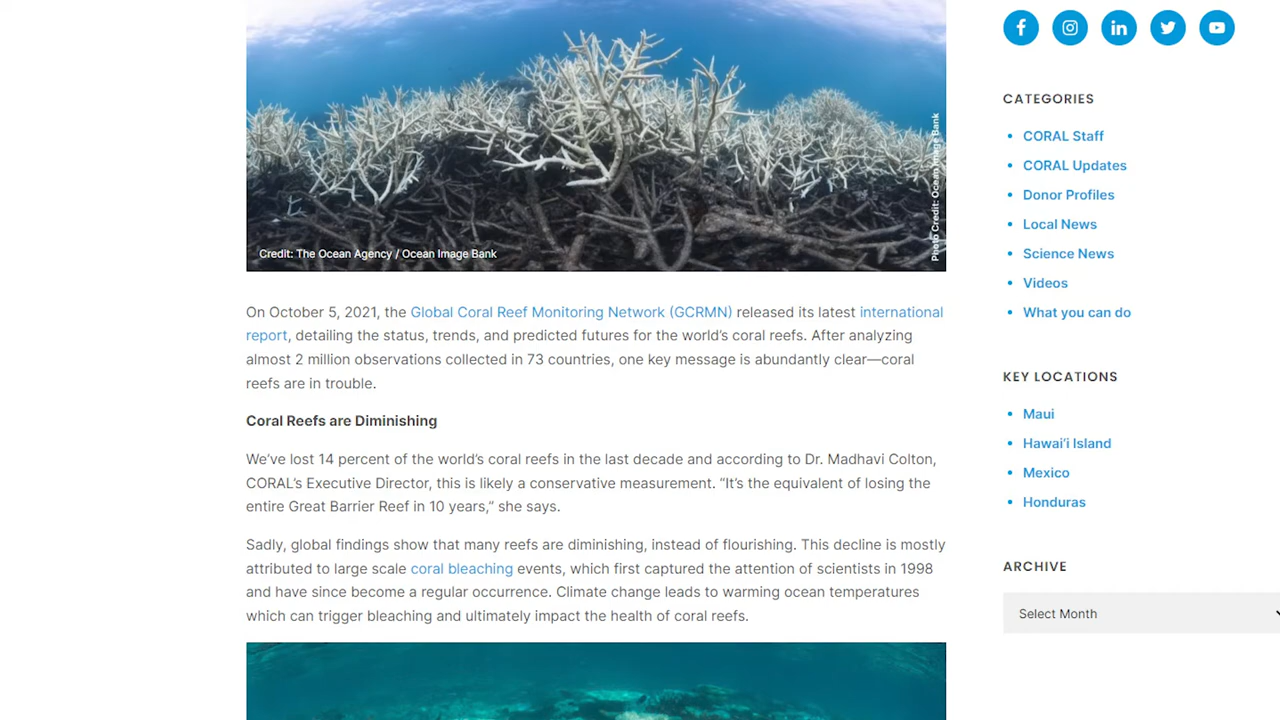 Photo Credit: Ocean Image Bank
Credit: The Ocean Agency / Ocean Image Bank
On October 5, 2021, the Global Coral Reef Monitoring Network (GCRMN) released its latest international
report, detailing the status, trends, and predicted futures for the world’s coral reefs. After analyzing
almost 2 million observations collected in 73 countries, one key message is abundantly clear—coral
reefs are in trouble.
Coral Reefs are Diminishing
We’ve lost 14 percent of the world’s coral reefs in the last decade and according to Dr. Madhavi Colton,
CORAL’s Executive Director, this is likely a conservative measurement. “It’s the equivalent of losing the
entire Great Barrier Reef in 10 years,” she says.
Sadly, global findings show that many reefs are diminishing, instead of flourishing. This decline is mostly
attributed to large scale coral bleaching events, which first captured the attention of scientists in 1998
and have since become a regular occurrence. Climate change leads to warming ocean temperatures
which can trigger bleaching and ultimately impact the health of coral reefs.
CATEGORIES
CORAL Staff
CORAL Updates
Donor Profiles
Local News
Science News
Videos
What you can do
KEY LOCATIONS
Maui
Hawai’i Island
Mexico
Honduras
ARCHIVE
Select Month